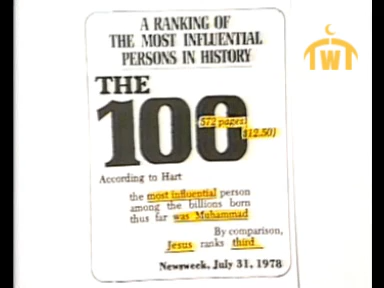 A RANKING OF
THE MOST INFLUENTIAL
PERSONS IN HISTORY
THE
100
572 pages)
$12.50)
According to Hart
the most influential person
among the billions born
thus far was Muhammad
By comparison,
Jesus ranks third
Newsweek, July 31, 1978